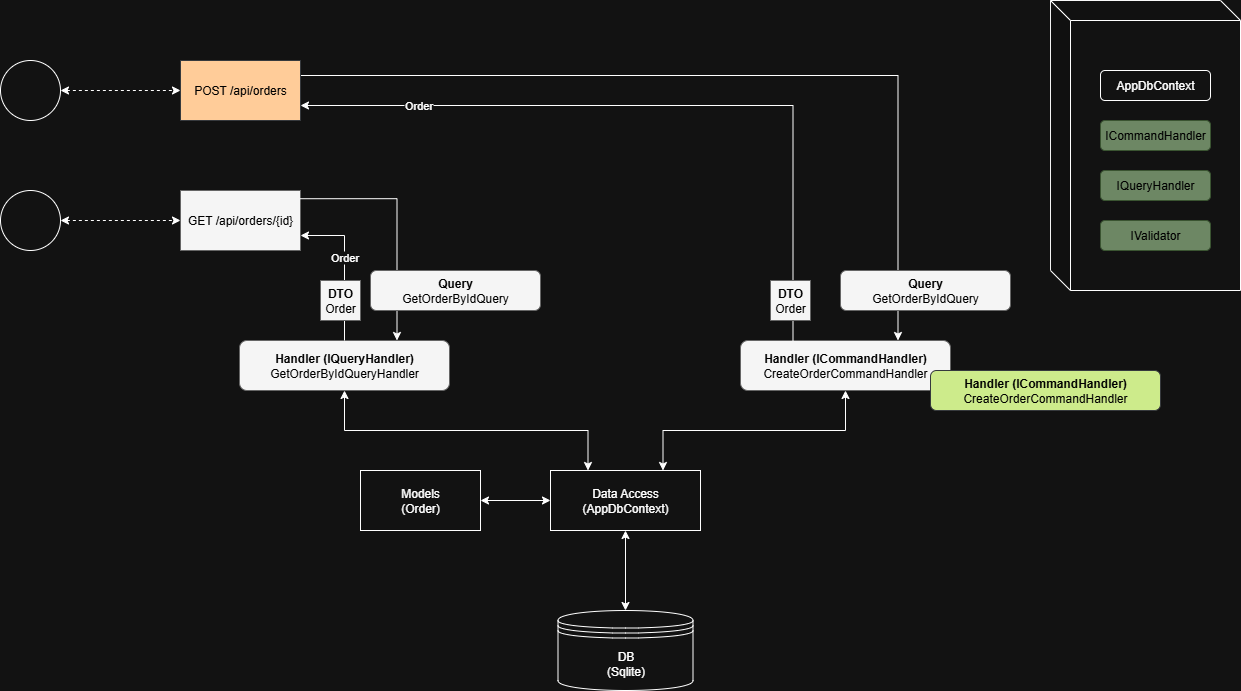 POST /api/orders
Order
AppDbContext
ICommandHandler
IQueryHandler
IValidator
GET /api/orders/{id}
Order
DTO
Order
Query
GetOrderByIdQuery
DTO
Order
Query
GetOrderByIdQuery
Handler (IQueryHandler)
GetOrderByIdQueryHandler
Handler (ICommandHandler)
CreateOrderCommandHandler
Handler (ICommandHandler)
CreateOrderCommandHandler
Models
(Order)
Data Access
(AppDbContext)
DB
(Sqlite)